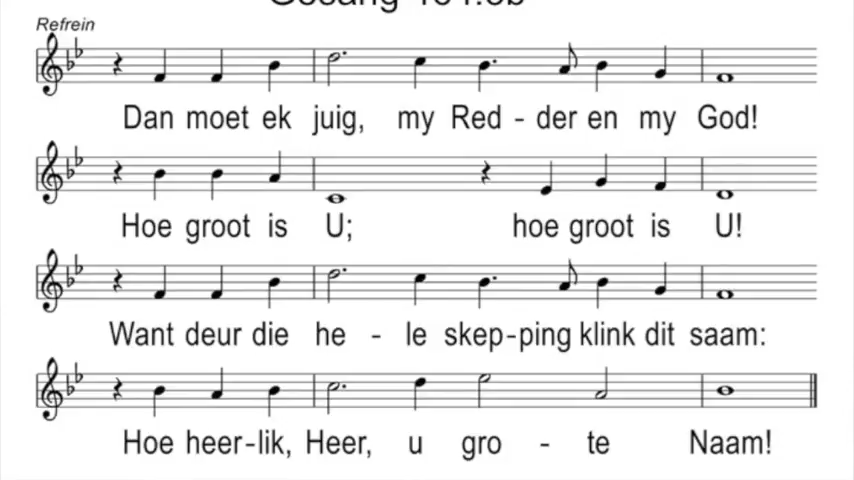 Refrein
Dan moet ek juig, my Red - der en my God!
Hoe groot is U; hoe groot is U!
Want deur die he - le skep-ping klink dit saam:
Hoe heer-lik, Heer, u gro - te Naam!